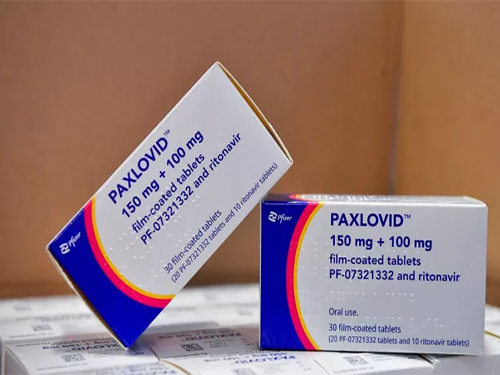 PAXLOVID™
150 mg + 100 mg
film-coated tablets
PF-07321332 and ritonavir
30 film-coated tablets
(20 PF-07321332 tablets and 10 ritonavir tablets)
Pfizer
PAXLOVID™
150 mg + 100 mg
film-coated tablets
PF-07321332 and ritonavir
Oral use.
30 film-coated tablets
(20 PF-07321332 tablets and 10 ritonavir tablets)
Pfizer